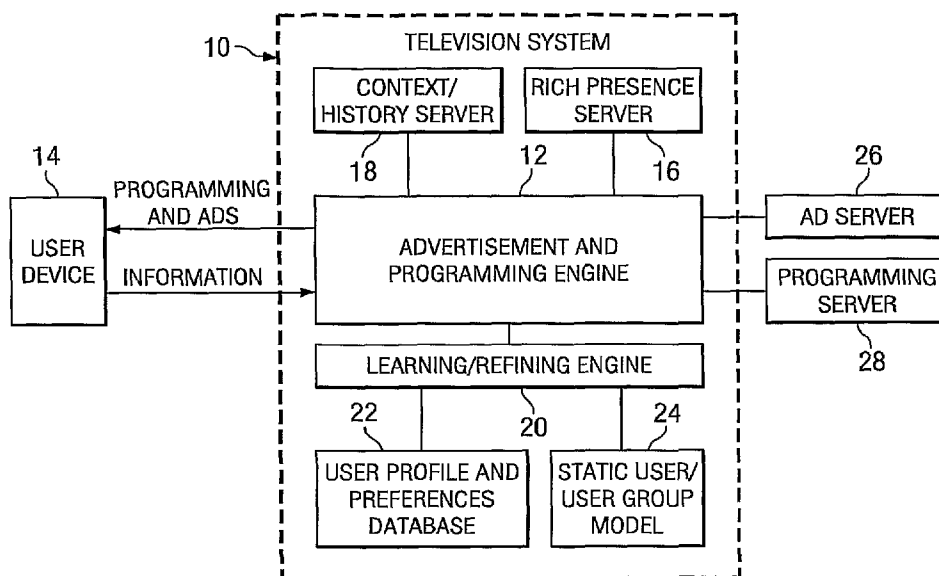 10
TELEVISION SYSTEM
CONTEXT/
HISTORY SERVER
RICH PRESENCE
SERVER
14
18
12
16
26
PROGRAMMING
AND ADS
USER
DEVICE
INFORMATION
ADVERTISEMENT AND
PROGRAMMING ENGINE
AD SERVER
PROGRAMMING
SERVER
28
LEARNING/REFINING ENGINE
22
20
24
USER PROFILE AND
PREFERENCES
DATABASE
STATIC USER/
USER GROUP
MODEL